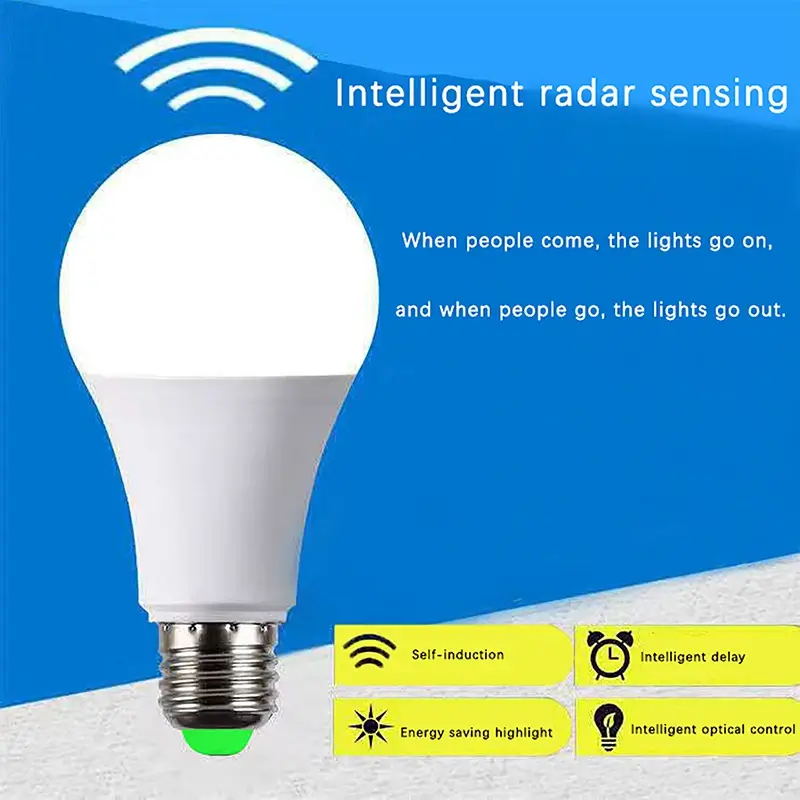 Intelligent radar sensing
When people come, the lights go on,
and when people go, the lights go out.
Self-induction
Intelligent delay
Energy saving highlight
Intelligent optical control